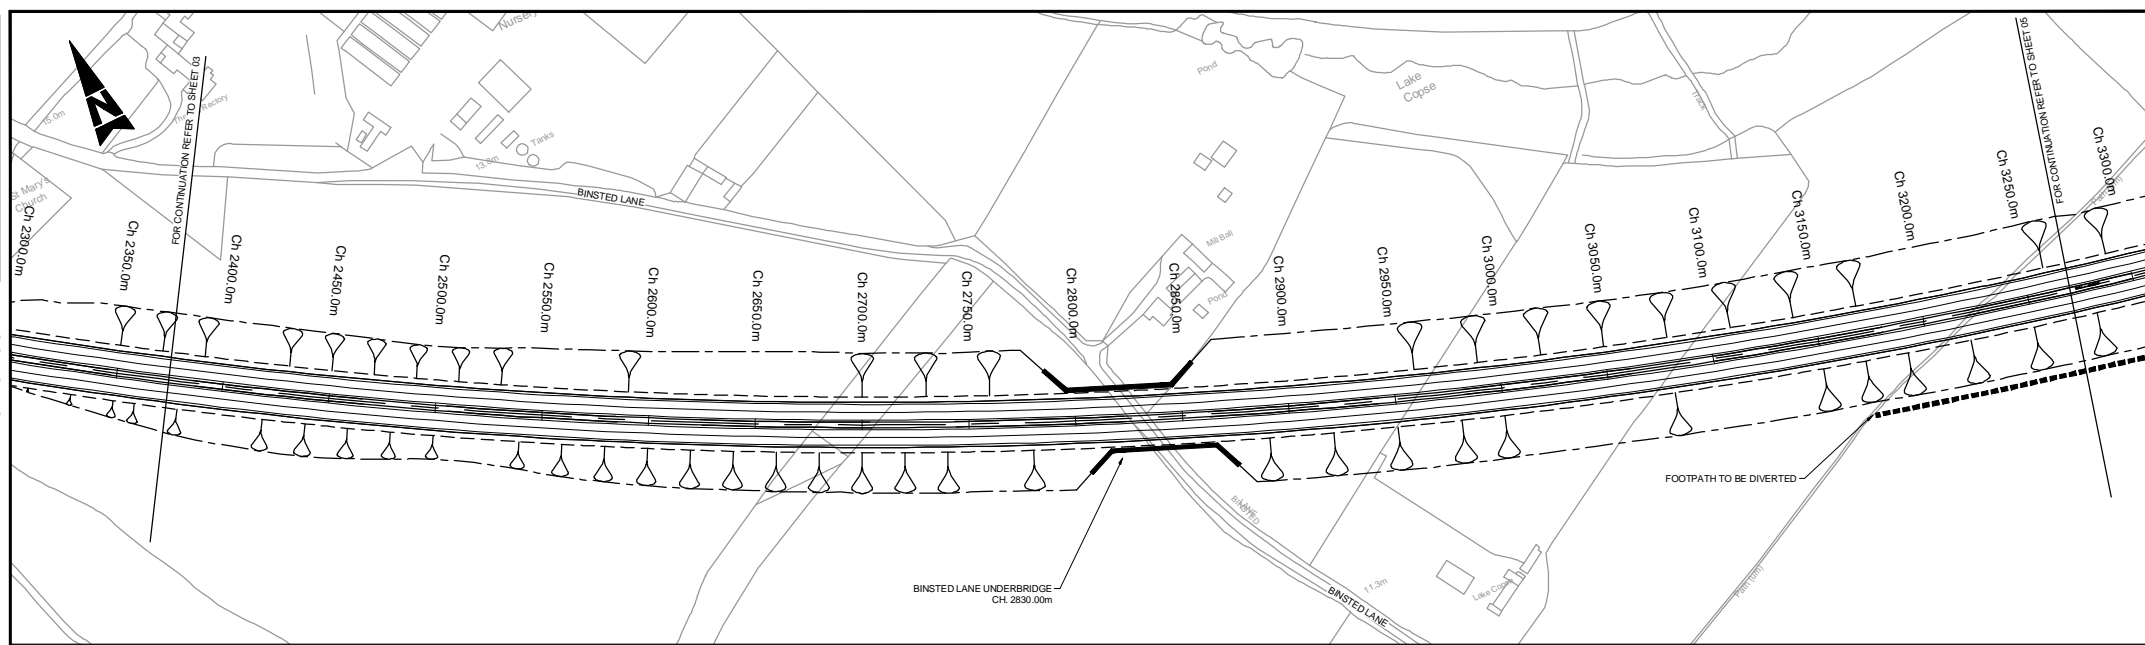 Nursery
Pond
Lake
Copse
Track
FOR CONTINUATION REFER TO SHEET 03
FOR CONTINUATION REFER TO SHEET 05
N
15.0m
The Rectory
Tanks
13.8m
St Mary's
Church
BINSTED LANE
Mill Ball
Pond
Path (um)
Ch 2300.0m
Ch 2350.0m
Ch 2400.0m
Ch 2450.0m
Ch 2500.0m
Ch 2550.0m
Ch 2600.0m
Ch 2650.0m
Ch 2700.0m
Ch 2750.0m
Ch 2800.0m
Ch 2850.0m
Ch 2900.0m
Ch 2950.0m
Ch 3000.0m
Ch 3050.0m
Ch 3100.0m
Ch 3150.0m
Ch 3200.0m
Ch 3250.0m
Ch 3300.0m
FOOTPATH TO BE DIVERTED
BINSTED
LANE
BINSTED LANE UNDERBRIDGE
CH. 2830.00m
11.3m
BINSTED LANE
Lake Copse
Path (um)